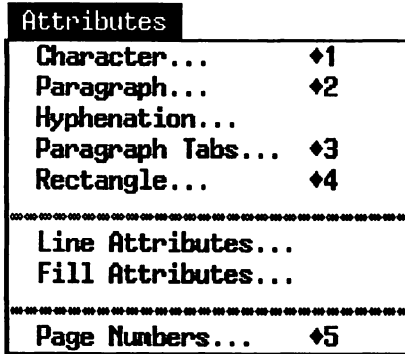 Attributes
Character... ♦1
Paragraph... ♦2
Hyphenation...
Paragraph Tabs... ♦3
Rectangle... ♦4
Line Attributes...
Fill Attributes...
Page Numbers... ♦5